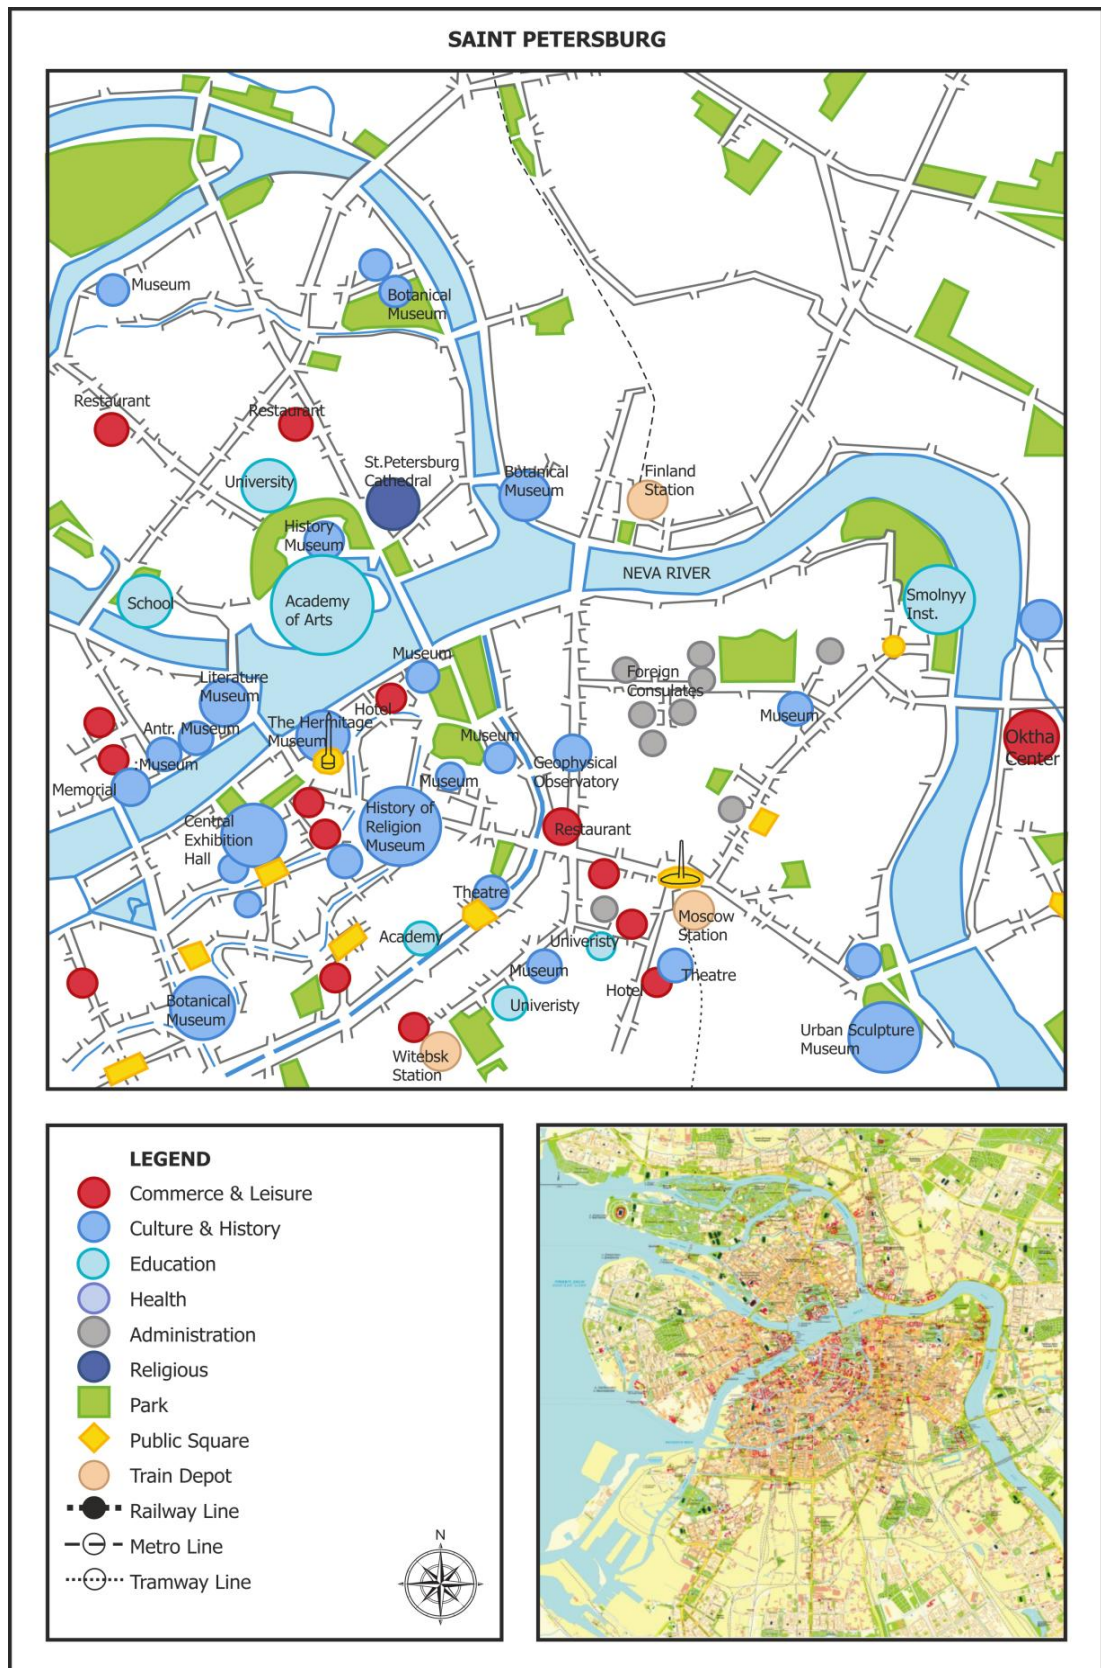 SAINT PETERSBURG
Museum
Botanical
Museum
Restaurant
Restaurant
St.Petersburg
Cathedral
University
Botanical
Museum
Finland
Station
History
Museum
NEVA RIVER
School
Academy
of Arts
Smolnyy
Inst.
Museum
Literature
Museum
Foreign
Consulates
Hotel
The Hermitage
Museum
Antr. Museum
:Museum
Memorial
Museum
Museum
Museum
Geophysical
Observatory
Oktha
Center
Central
Exhibition
Hall
History of
Religion
Museum
Restaurant
Theatre
Academy
Moscow
Station
Univeristy
Museum
Theatre
Hotel
Univeristy
Botanical
Museum
Urban Sculpture
Museum
Witebsk
Station
LEGEND
Commerce & Leisure
Culture & History
Education
Health
Administration
Religious
Park
Public Square
Train Depot
Railway Line
Metro Line
Tramway Line
N